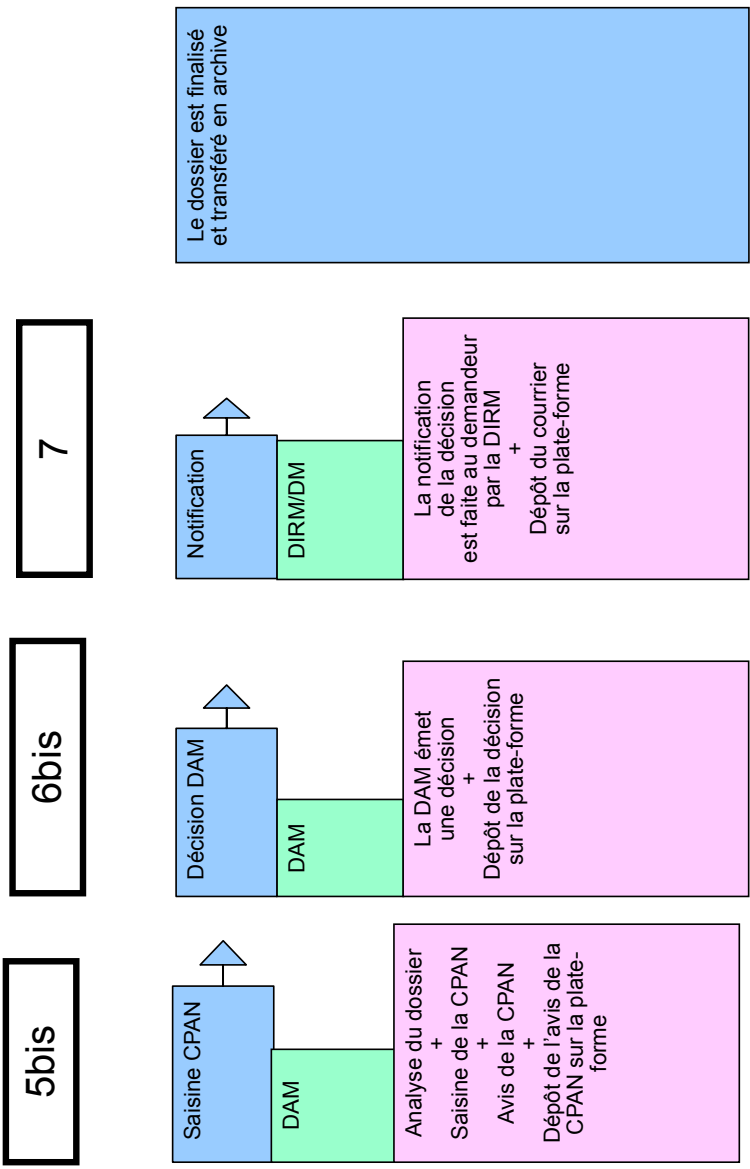 5bis
Saisine CPAN
DAM
Analyse du dossier
+
Saisine de la CPAN
+
Avis de la CPAN
+
Dépôt de l'avis de la
CPAN sur la plate-
forme
6bis
Décision DAM
DAM
La DAM émet
une décision
+
Dépôt de la décision
sur la plate-forme
7
Notification
DIRM/DM
La notification
de la décision
est faite au demandeur
par la DIRM
+
Dépôt du courrier
sur la plate-forme
Le dossier est finalisé
et transféré en archive